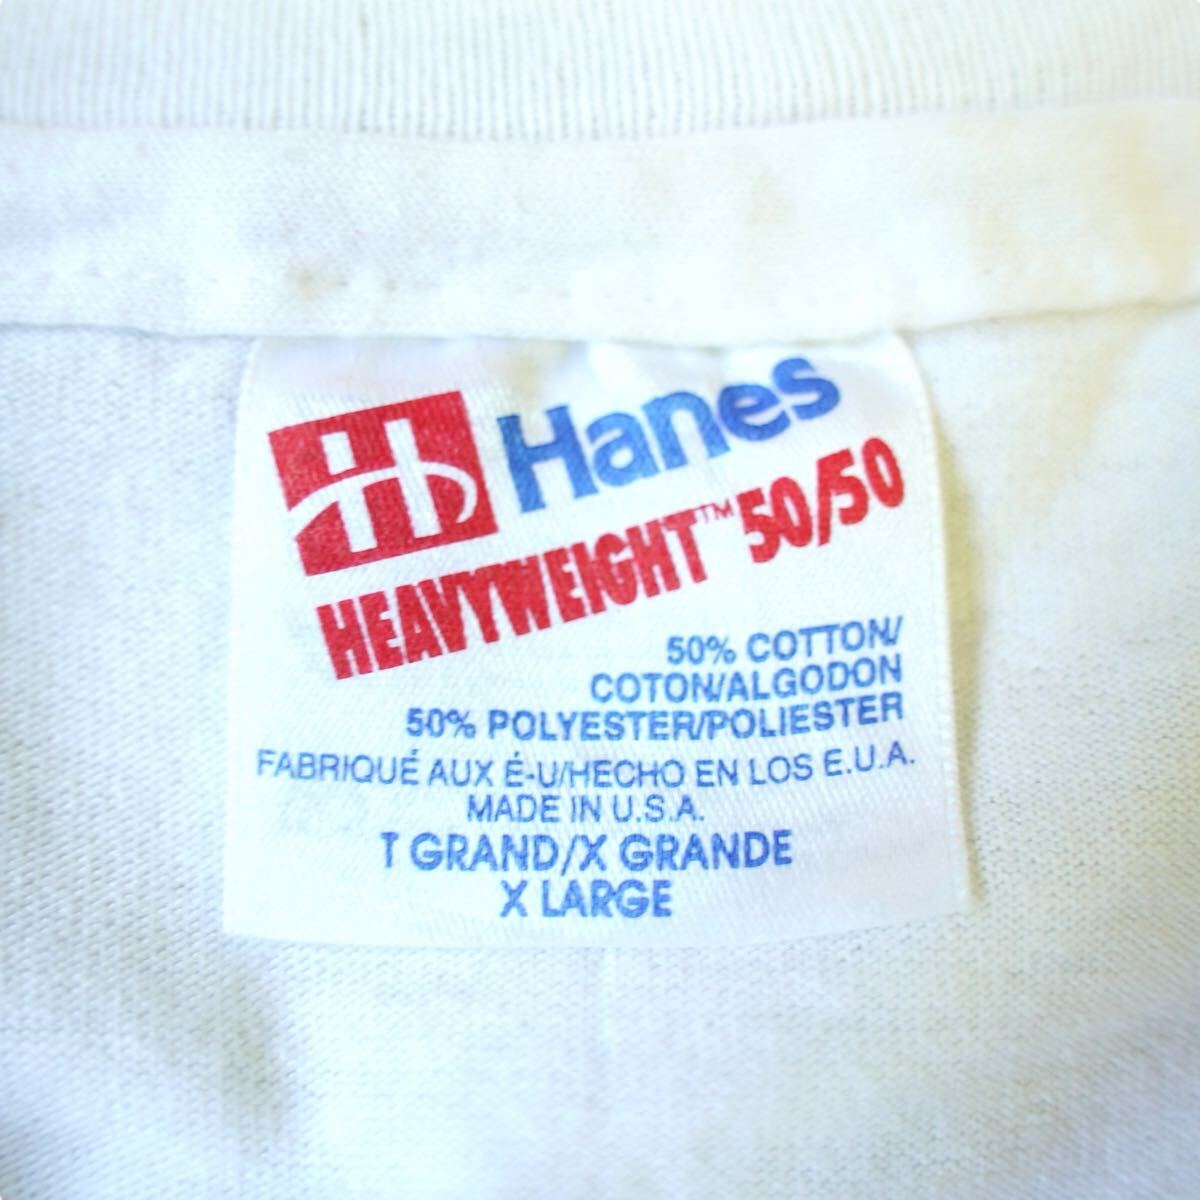 Hanes
HEAVYWEIGHT™ 50/50
50% COTTON/
COTON/ALGODON
50% POLYESTER/POLIESTER
FABRIQUÉ AUX É-U/HECHO EN LOS E.U.A.
MADE IN U.S.A.
T GRAND/X GRANDE
X LARGE